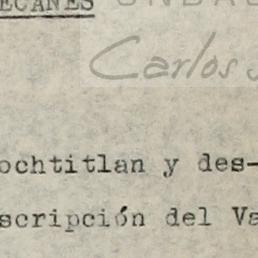 ECANES
Carlos
ochtitlan y des-
scripción del Va